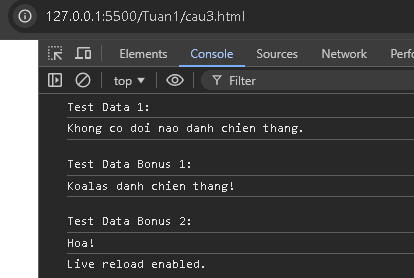 127.0.0.1:5500/Tuan1/cau3.html
Elements Console Sources Network Perfo
top Filter
Test Data 1:
Khong co doi nao danh chien thang.
Test Data Bonus 1:
Koalas danh chien thang!
Test Data Bonus 2:
Hoa!
Live reload enabled.